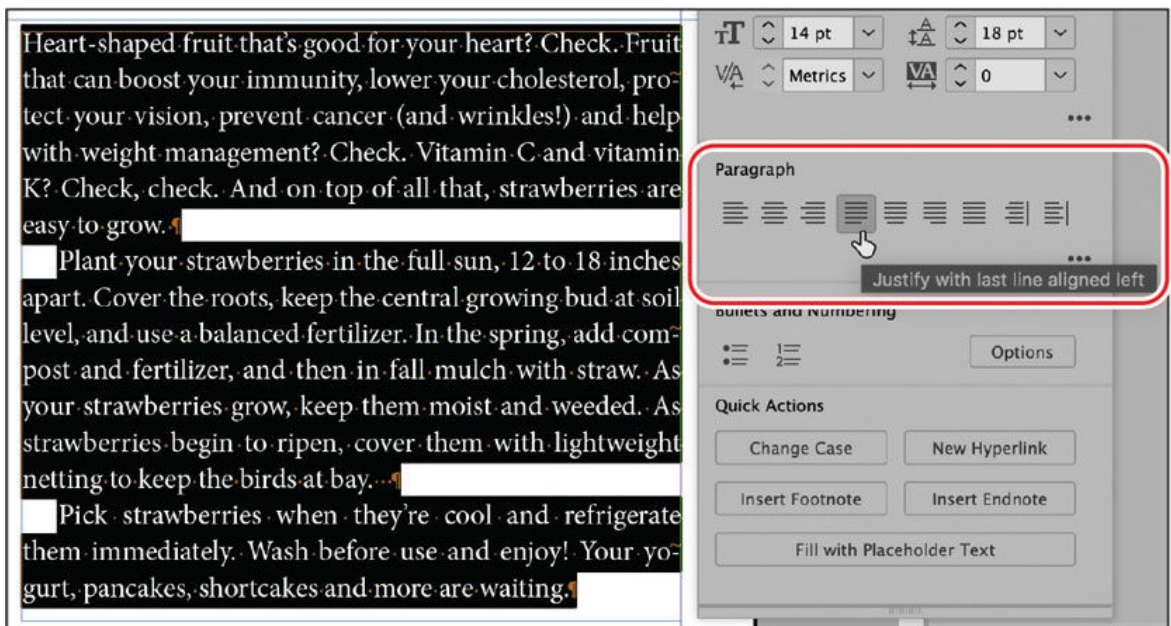 Heart-shaped fruit that's good for your heart? Check. Fruit
that can boost your immunity, lower your cholesterol, pro-
tect your vision, prevent cancer (and wrinkles!) and help
with weight management? Check. Vitamin C and vitamin
K? Check, check. And on top of all that, strawberries are
easy to grow. ¶
Plant your strawberries in the full sun, 12 to 18 inches
apart. Cover the roots, keep the central growing bud at soil
level, and use a balanced fertilizer. In the spring, add com-
post and fertilizer, and then in fall mulch with straw. As
your strawberries grow, keep them moist and weeded. As
strawberries begin to ripen, cover them with lightweight
netting to keep the birds at bay. ¶
Pick strawberries when they're cool and refrigerate
them immediately. Wash before use and enjoy! Your yo-
gurt, pancakes, shortcakes and more are waiting.¶
14 pt 18 pt
Metrics 0
Paragraph
Justify with last line aligned left
Bullets and Numbering
Options
Quick Actions
Change Case New Hyperlink
Insert Footnote Insert Endnote
Fill with Placeholder Text